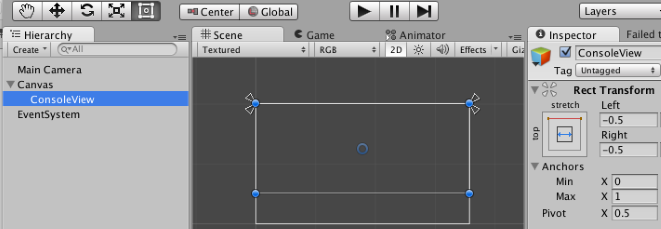 Center Global Layers
Hierarchy Scene Game Animator Inspector Failed t
Create All Textured RGB 2D Effects Giz ConsoleView
Tag Untagged
Main Camera
Canvas
ConsoleView
EventSystem
Rect Transform
stretch Left
-0.5
Right
-0.5
top
Anchors
Min X 0
Max X 1
Pivot X 0.5